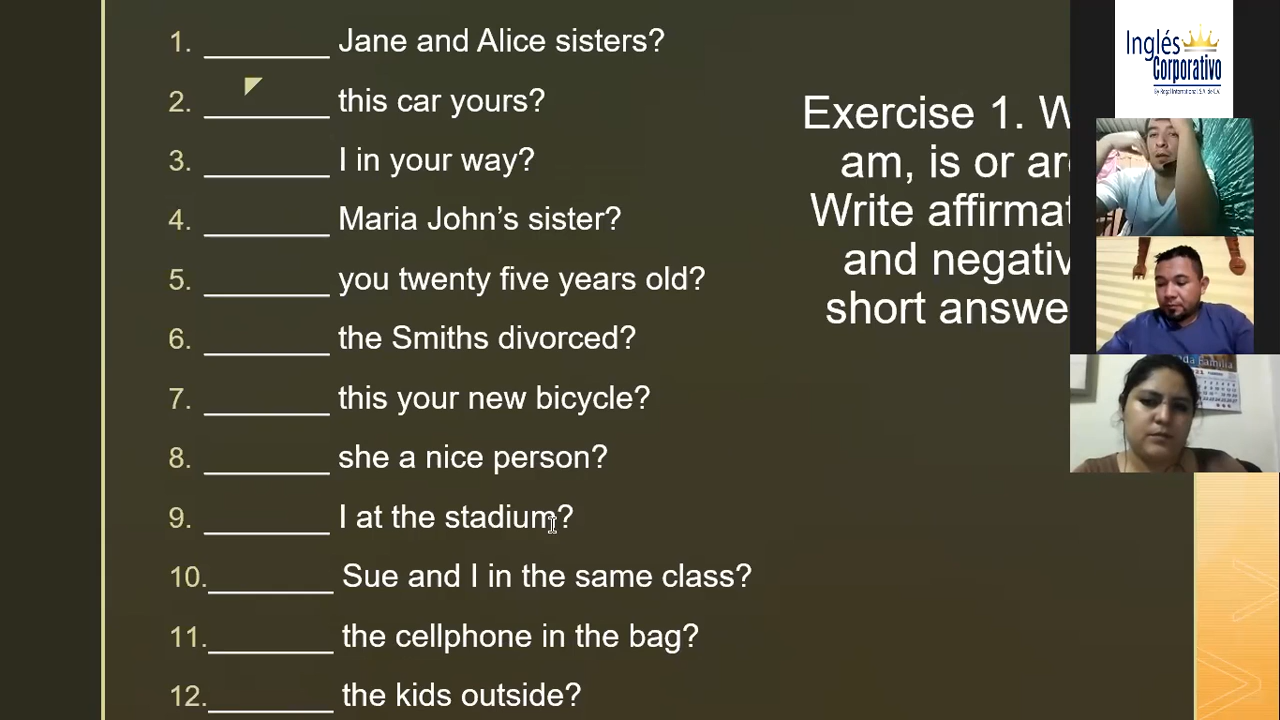 1. ________ Jane and Alice sisters?
2. ________ this car yours?
3. ________ I in your way?
4. ________ Maria John’s sister?
5. ________ you twenty five years old?
6. ________ the Smiths divorced?
7. ________ this your new bicycle?
8. ________ she a nice person?
9. ________ I at the stadium?
10. ________ Sue and I in the same class?
11. ________ the cellphone in the bag?
12. ________ the kids outside?
Exercise 1. W
am, is or ar
Write affirmat
and negativ
short answe
Inglés
Corporativo